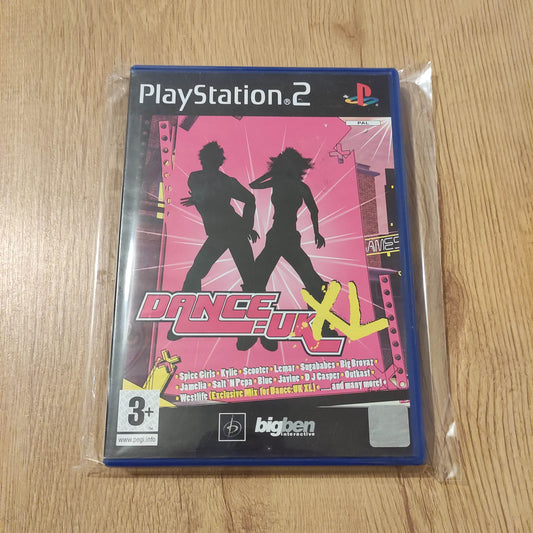 PlayStation®2
PAL
AMES
DANCE:UK XL
Spice Girls • Kylie • Scooter • Lemar • Sugababes • Big Brovaz •
Jamelia • Salt 'N Pepa • Blue • Javine • D J Casper • Outkast •
Westlife (Exclusive Mix for Dance:UK XL) • .....and many more!
3+
www.pegi.info
bigben
interactive